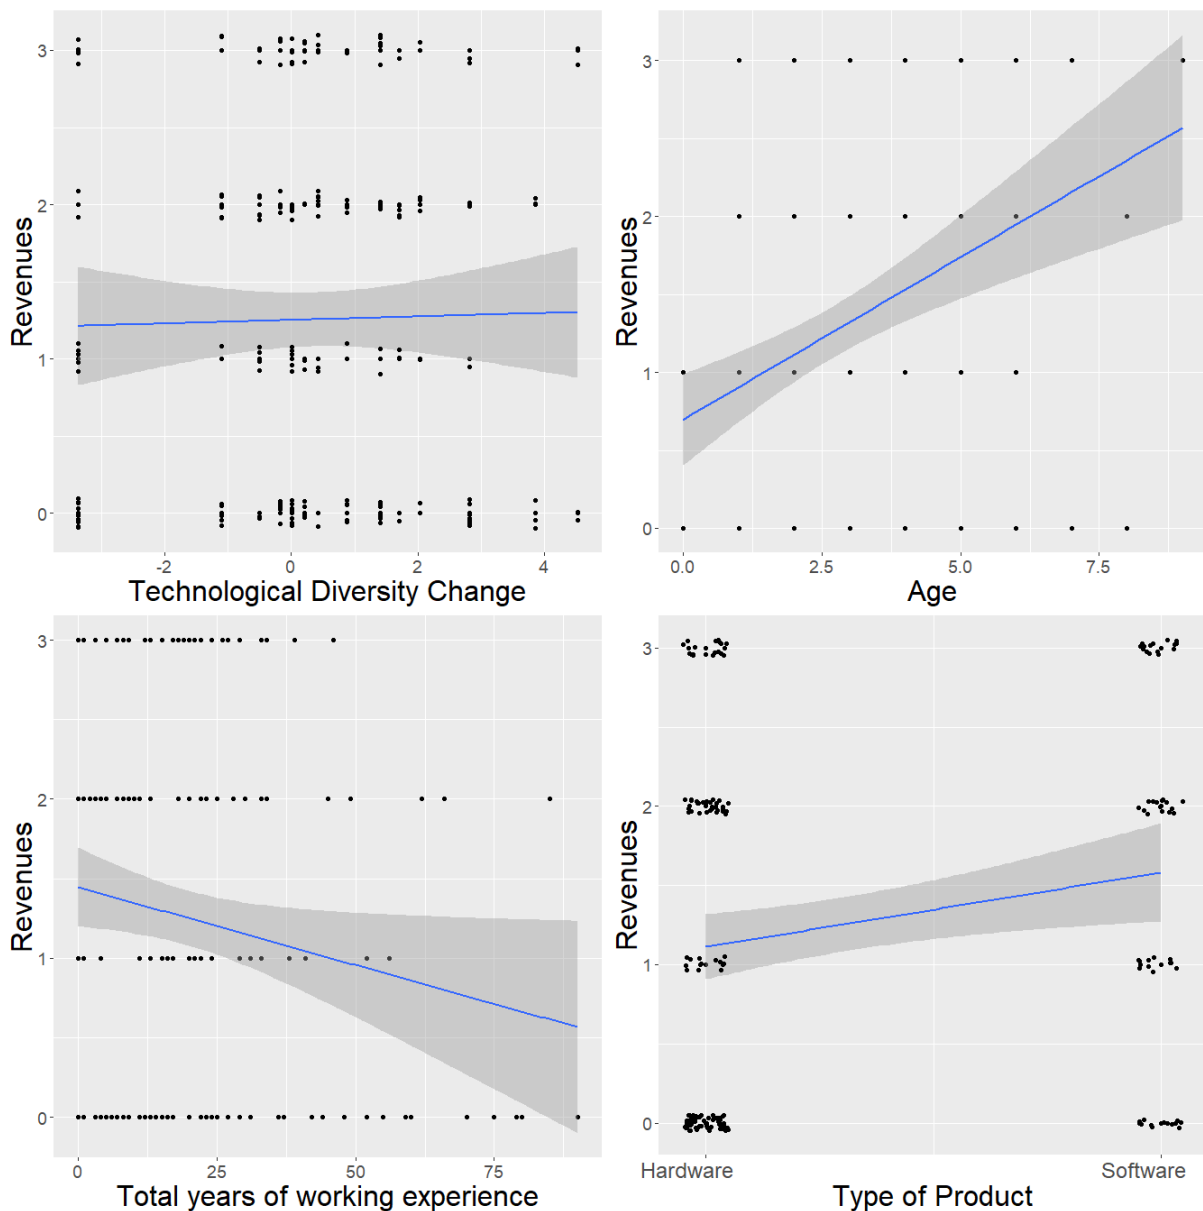 Revenues
3
2
1
0
-2 0 2 4
Technological Diversity Change
Revenues
3
2
1
0
0.0 2.5 5.0 7.5
Age
Revenues
3
2
1
0
0 25 50 75
Total years of working experience
Revenues
3
2
1
0
Hardware Software
Type of Product